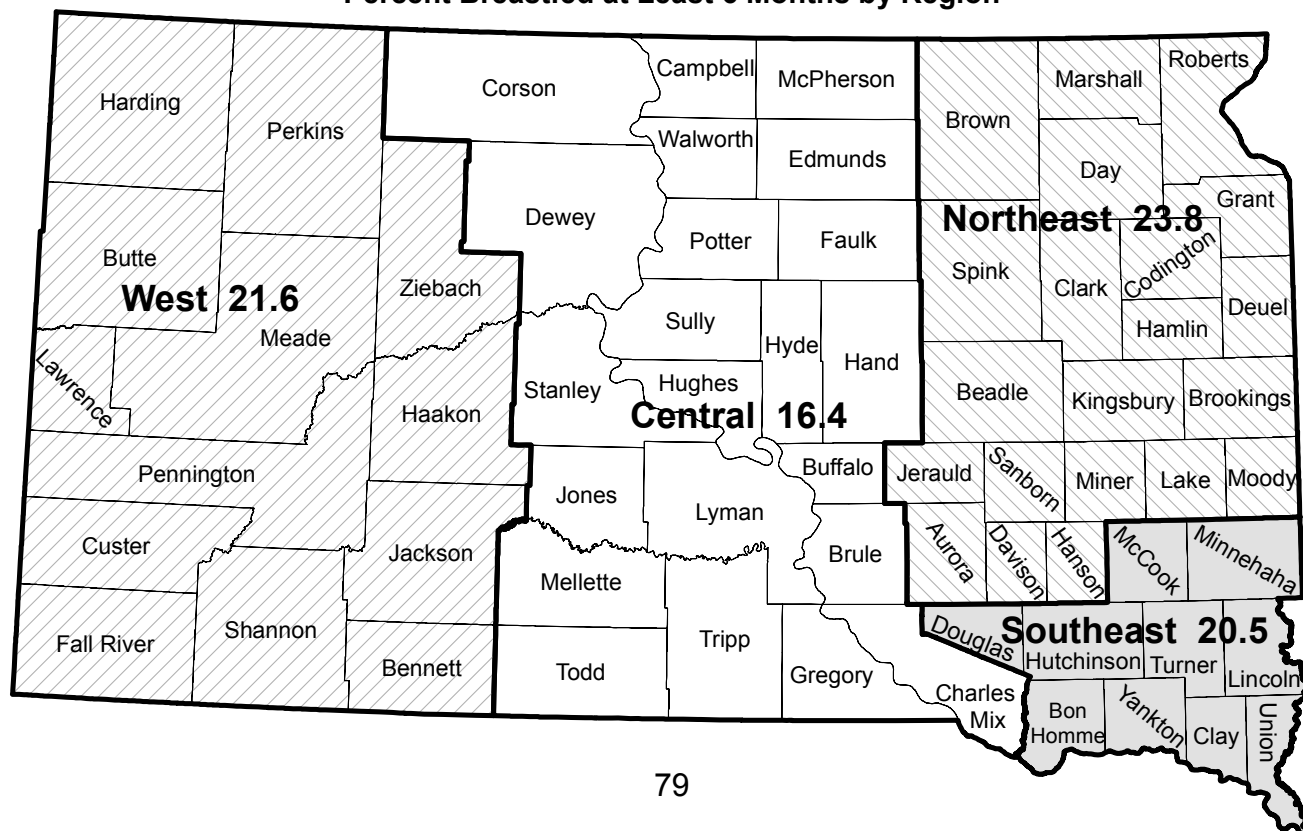 Percent Breastfed at Least 6 Months by Region
Harding
Perkins
Corson
Campbell
McPherson
Brown
Marshall
Roberts
Walworth
Edmunds
Day
Dewey
Grant
Northeast 23.8
Potter
Faulk
Butte
Ziebach
Spink
Clark
Codington
West 21.6
Deuel
Sully
Hamlin
Meade
Hyde
Hand
Lawrence
Stanley
Hughes
Beadle
Kingsbury
Brookings
Haakon
Central 16.4
Pennington
Buffalo
Jerauld
Sanborn
Miner
Lake
Moody
Jones
Lyman
Custer
Jackson
Brule
Aurora
Davison
Hanson
McCook
Minnehaha
Mellette
Fall River
Shannon
Tripp
Douglas
Southeast 20.5
Hutchinson
Turner
Bennett
Todd
Gregory
Lincoln
Charles
Mix
Bon
Homme
Yankton
Clay
Union
79